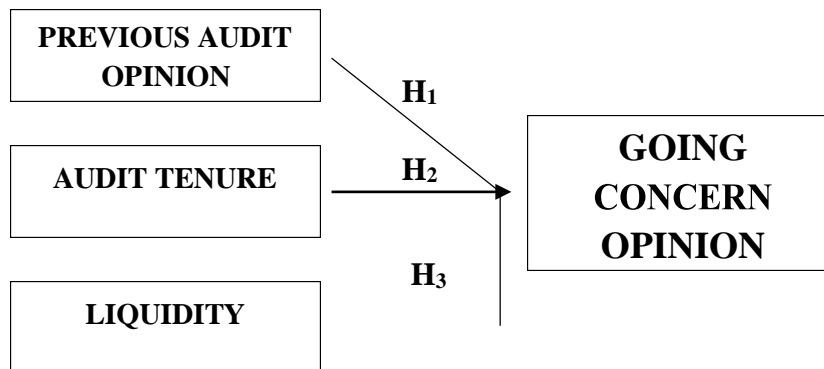 PREVIOUS AUDIT
OPINION
H₁
AUDIT TENURE
H₂
GOING
CONCERN
OPINION
H₃
LIQUIDITY